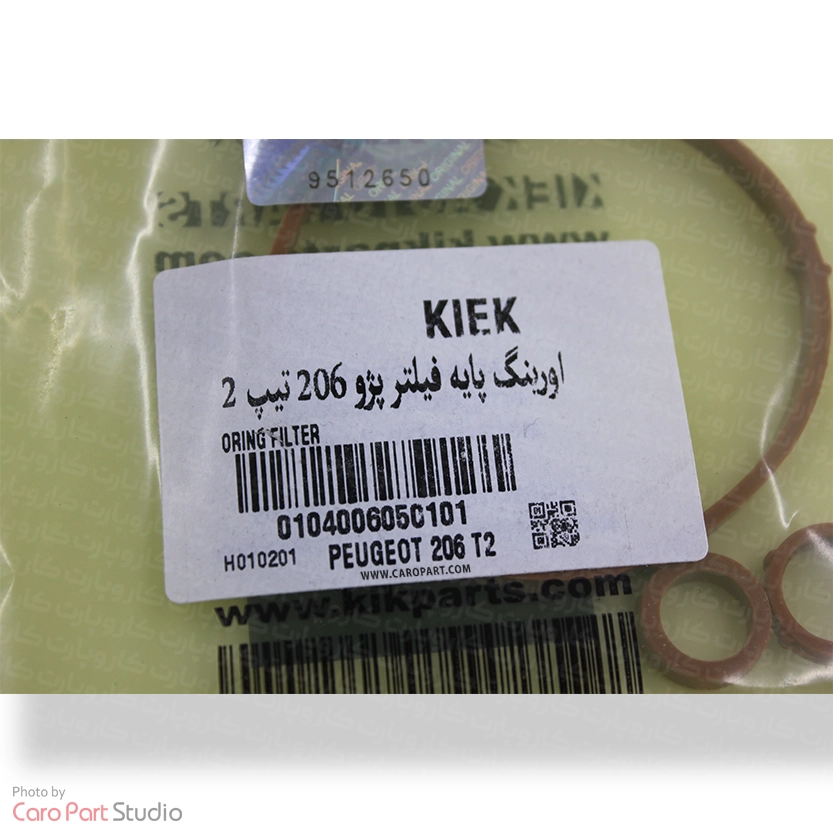 9512650
ORIGINAL
KIEK
اورینگ پایه فیلتر پژو 206 تیپ 2
ORING FILTER
010400605C101
H010201 PEUGEOT 206 T2
WWW.CAROPART.COM
www.kikparts.com
Photo by
Caro Part Studio